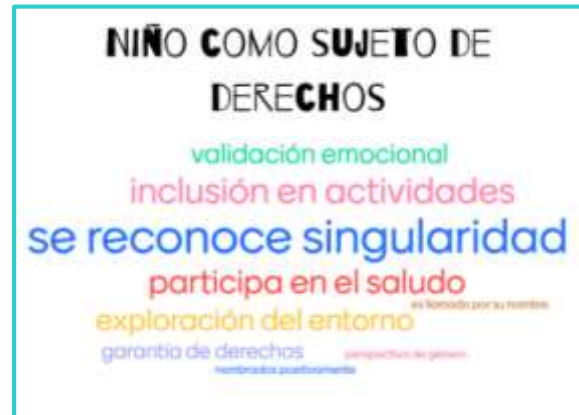 NIÑO COMO SUJETO DE
DERECHOS
validación emocional
inclusión en actividades
se reconoce singularidad
participa en el saludo
es llamado por su nombre
exploración del entorno
garantía de derechos
perspectiva de género
nombrados positivamente